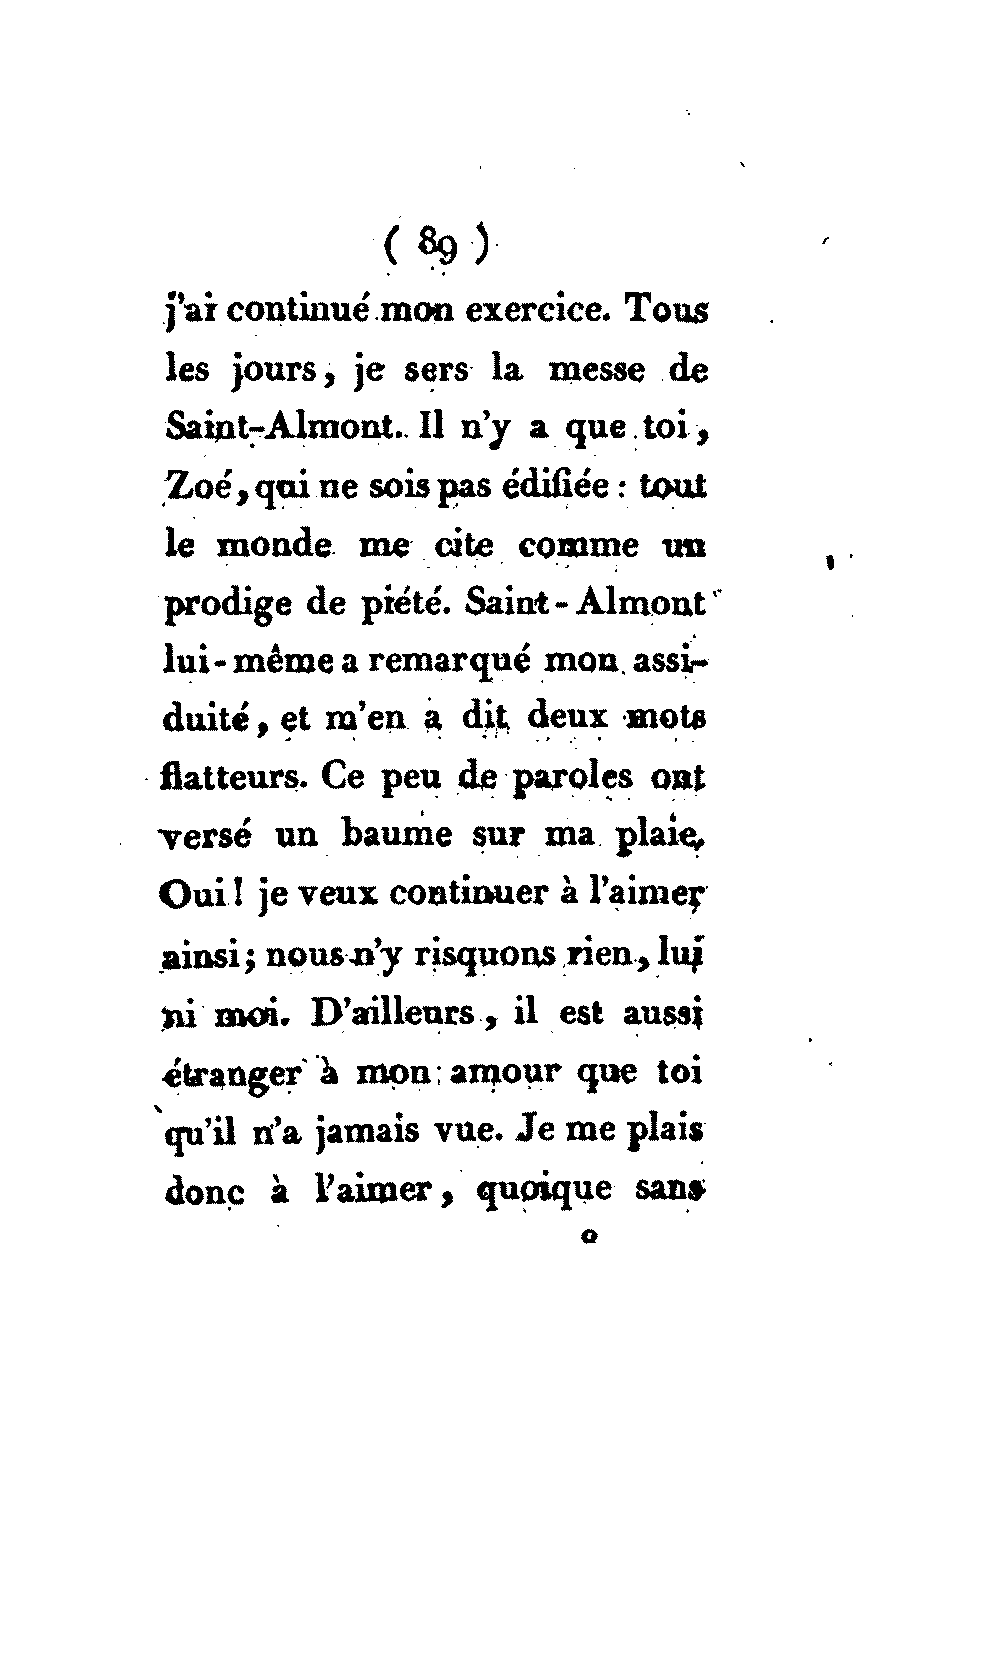 ( 89 )
j'ai continué mon exercice. Tous
les jours, je sers la messe de
Saint-Almont. Il n'y a que toi,
Zoé, qui ne sois pas édifiée : tout
le monde me cite comme un
prodige de piété. Saint-Almont
lui-même a remarqué mon assi-
duité, et m'en a dit deux mots
flatteurs. Ce peu de paroles ont
versé un baume sur ma plaie.
Oui! je veux continuer à l'aimer
ainsi; nous n'y risquons rien, lui
ni moi. D'ailleurs, il est aussi
étranger à mon amour que toi
qu'il n'a jamais vue. Je me plais
donc à l'aimer, quoique sans
o